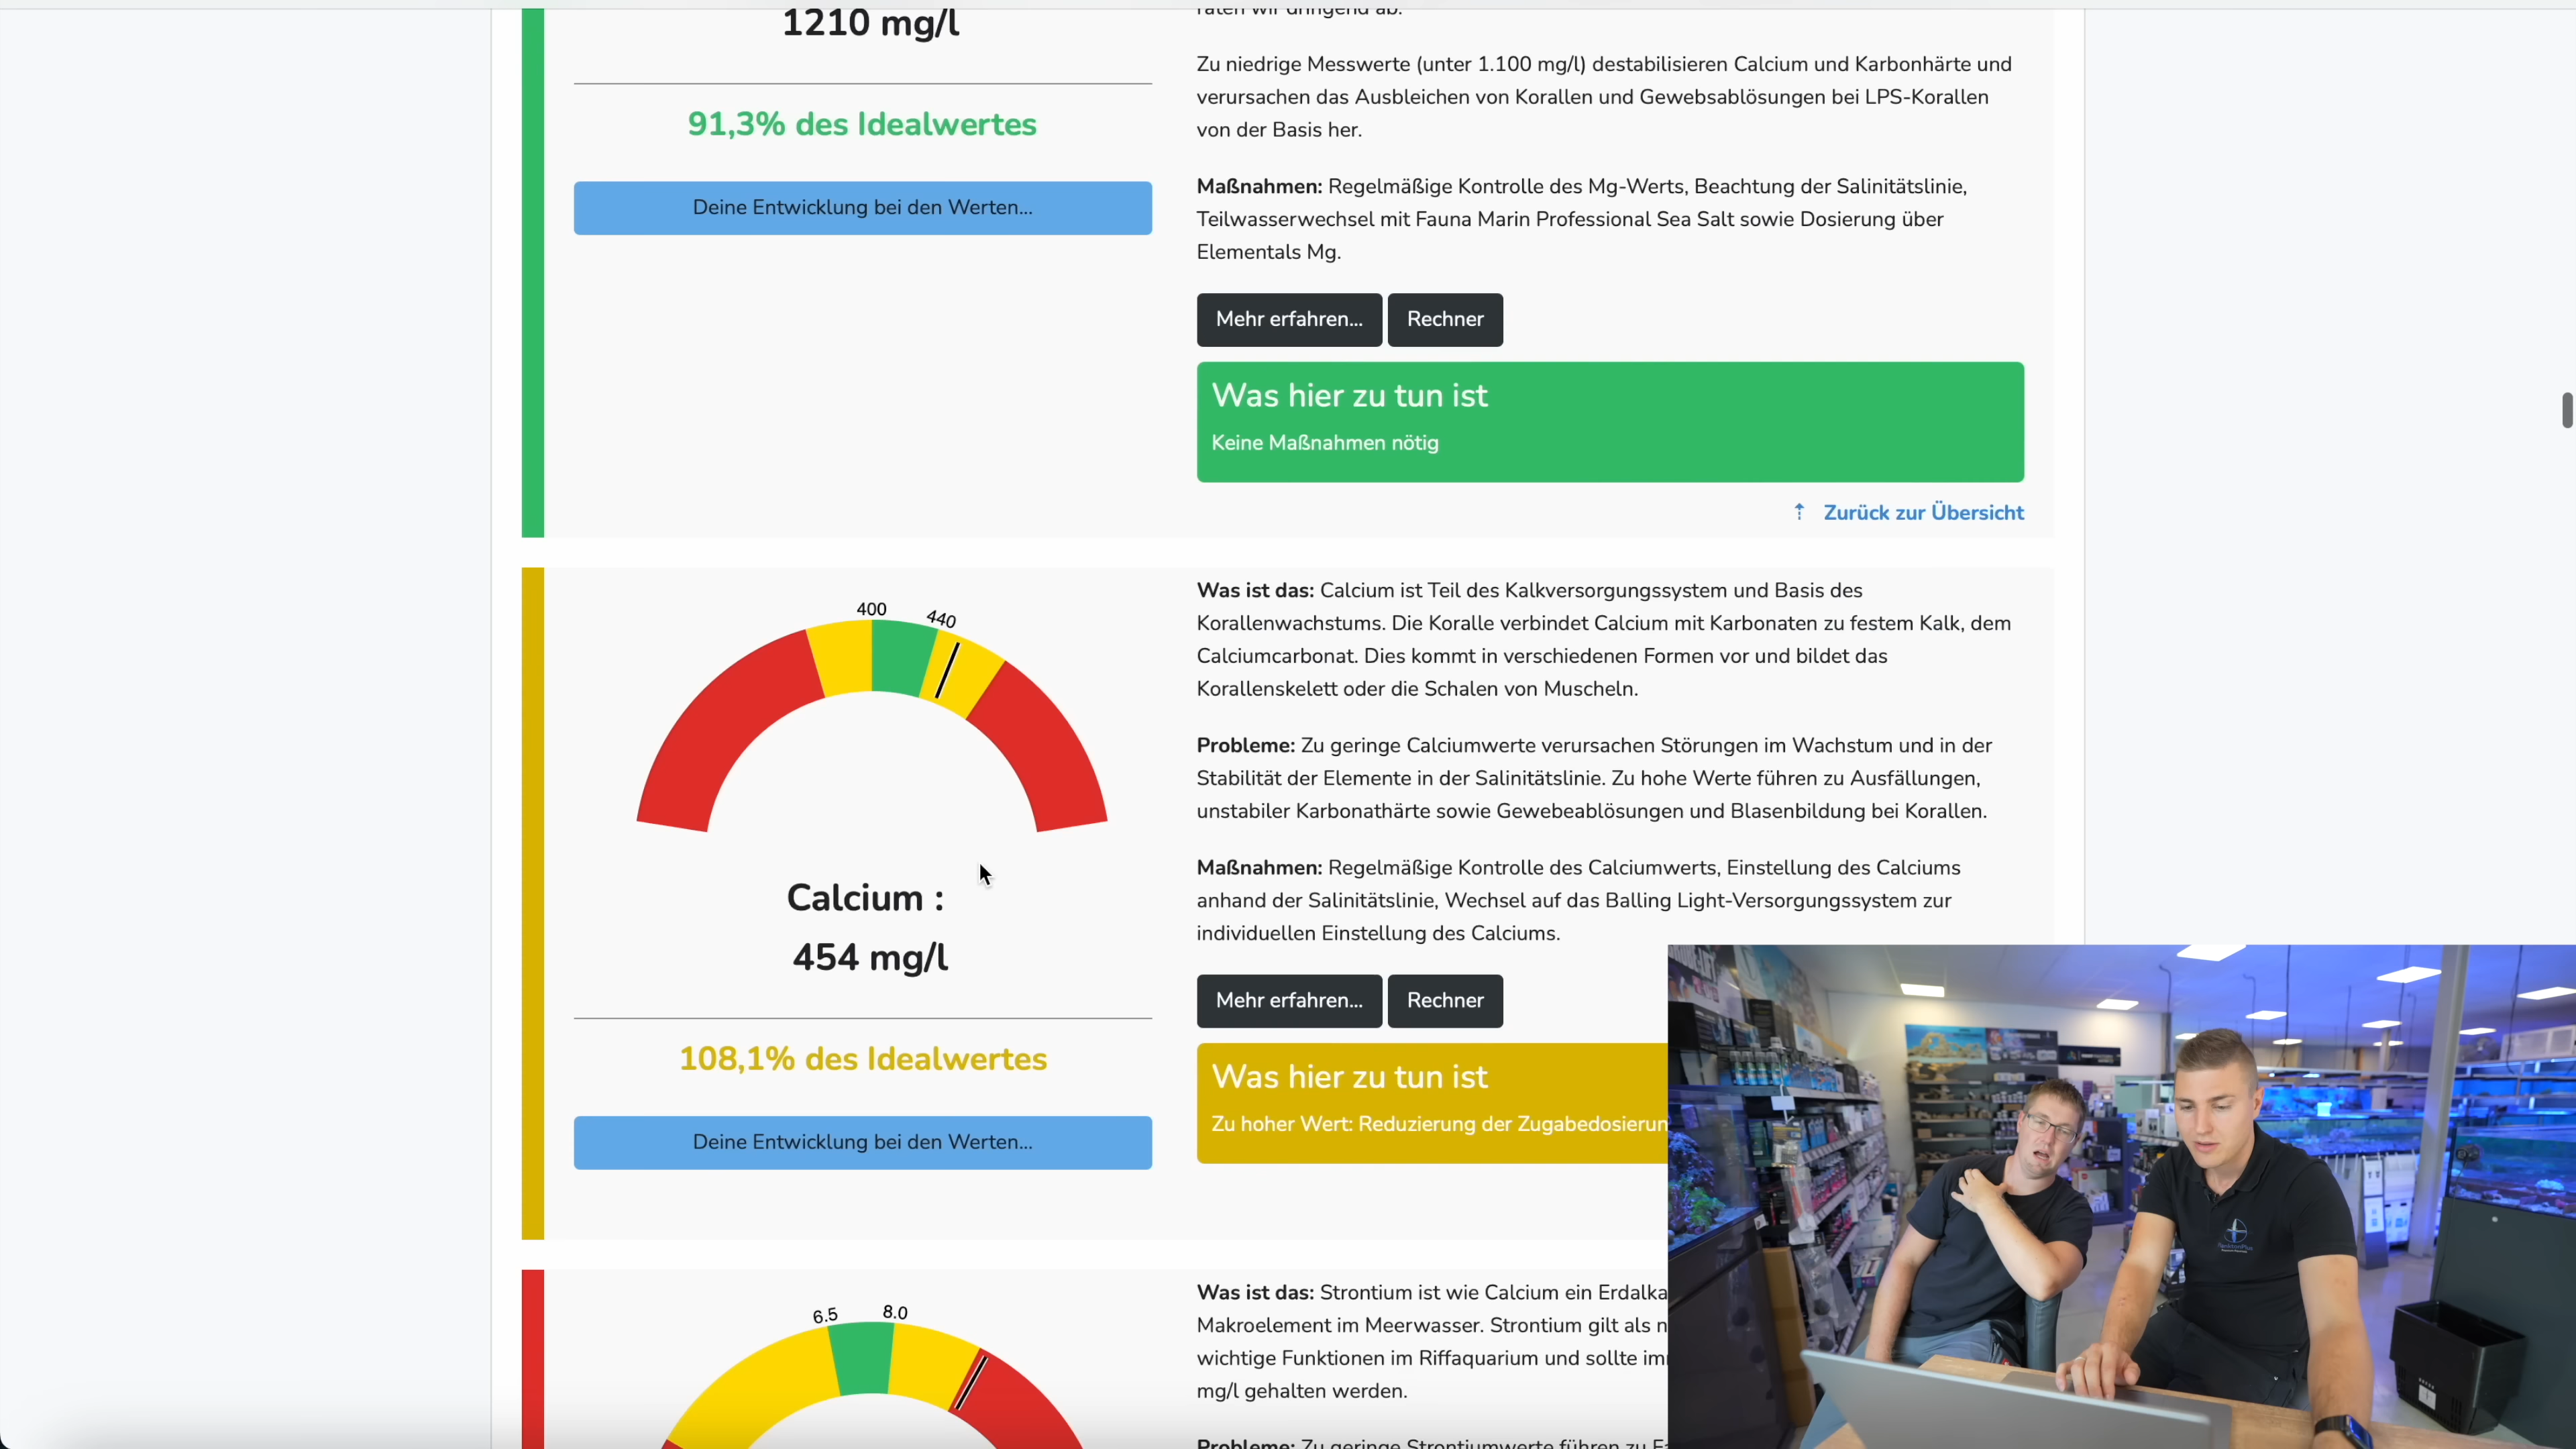 1210 mg/l
91,3% des Idealwertes
Deine Entwicklung bei den Werten...
raten wir dringend ab.
Zu niedrige Messwerte (unter 1.100 mg/l) destabilisieren Calcium und Karbonhärte und
verursachen das Ausbleichen von Korallen und Gewebsablösungen bei LPS-Korallen
von der Basis her.
Maßnahmen: Regelmäßige Kontrolle des Mg-Werts, Beachtung der Salinitätslinie,
Teilwasserwechsel mit Fauna Marin Professional Sea Salt sowie Dosierung über
Elementals Mg.
Mehr erfahren... Rechner
Was hier zu tun ist
Keine Maßnahmen nötig
⇡ Zurück zur Übersicht
400
440
Calcium :
454 mg/l
108,1% des Idealwertes
Deine Entwicklung bei den Werten...
Was ist das: Calcium ist Teil des Kalkversorgungssystem und Basis des
Korallenwachstums. Die Koralle verbindet Calcium mit Karbonaten zu festem Kalk, dem
Calciumcarbonat. Dies kommt in verschiedenen Formen vor und bildet das
Korallenskelett oder die Schalen von Muscheln.
Probleme: Zu geringe Calciumwerte verursachen Störungen im Wachstum und in der
Stabilität der Elemente in der Salinitätslinie. Zu hohe Werte führen zu Ausfällungen,
unstabiler Karbonathärte sowie Gewebeablösungen und Blasenbildung bei Korallen.
Maßnahmen: Regelmäßige Kontrolle des Calciumwerts, Einstellung des Calciums
anhand der Salinitätslinie, Wechsel auf das Balling Light-Versorgungssystem zur
individuellen Einstellung des Calciums.
Mehr erfahren... Rechner
Was hier zu tun ist
Zu hoher Wert: Reduzierung der Zugabedosierun
6.5
8.0
Was ist das: Strontium ist wie Calcium ein Erdalka
Makroelement im Meerwasser. Strontium gilt als n
wichtige Funktionen im Riffaquarium und sollte im
mg/l gehalten werden.
Probleme: Zu geringe Strontiumwerte führen zu